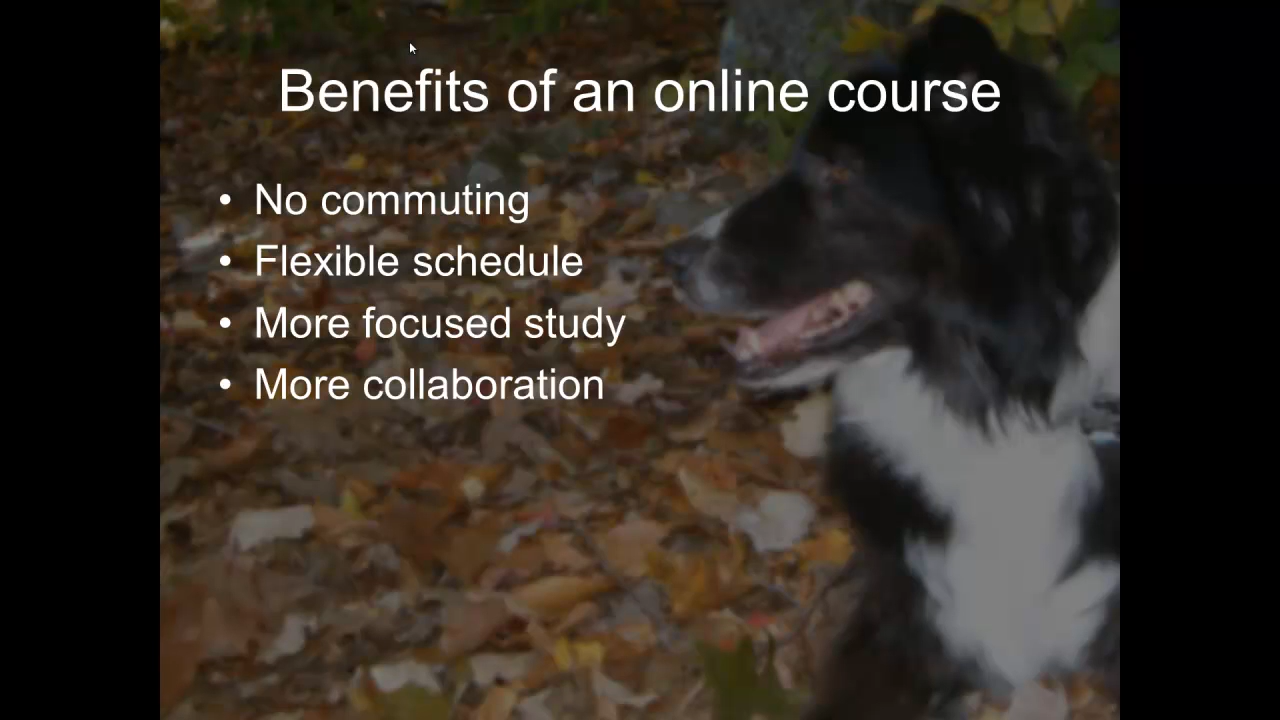 Benefits of an online course
• No commuting
• Flexible schedule
• More focused study
• More collaboration